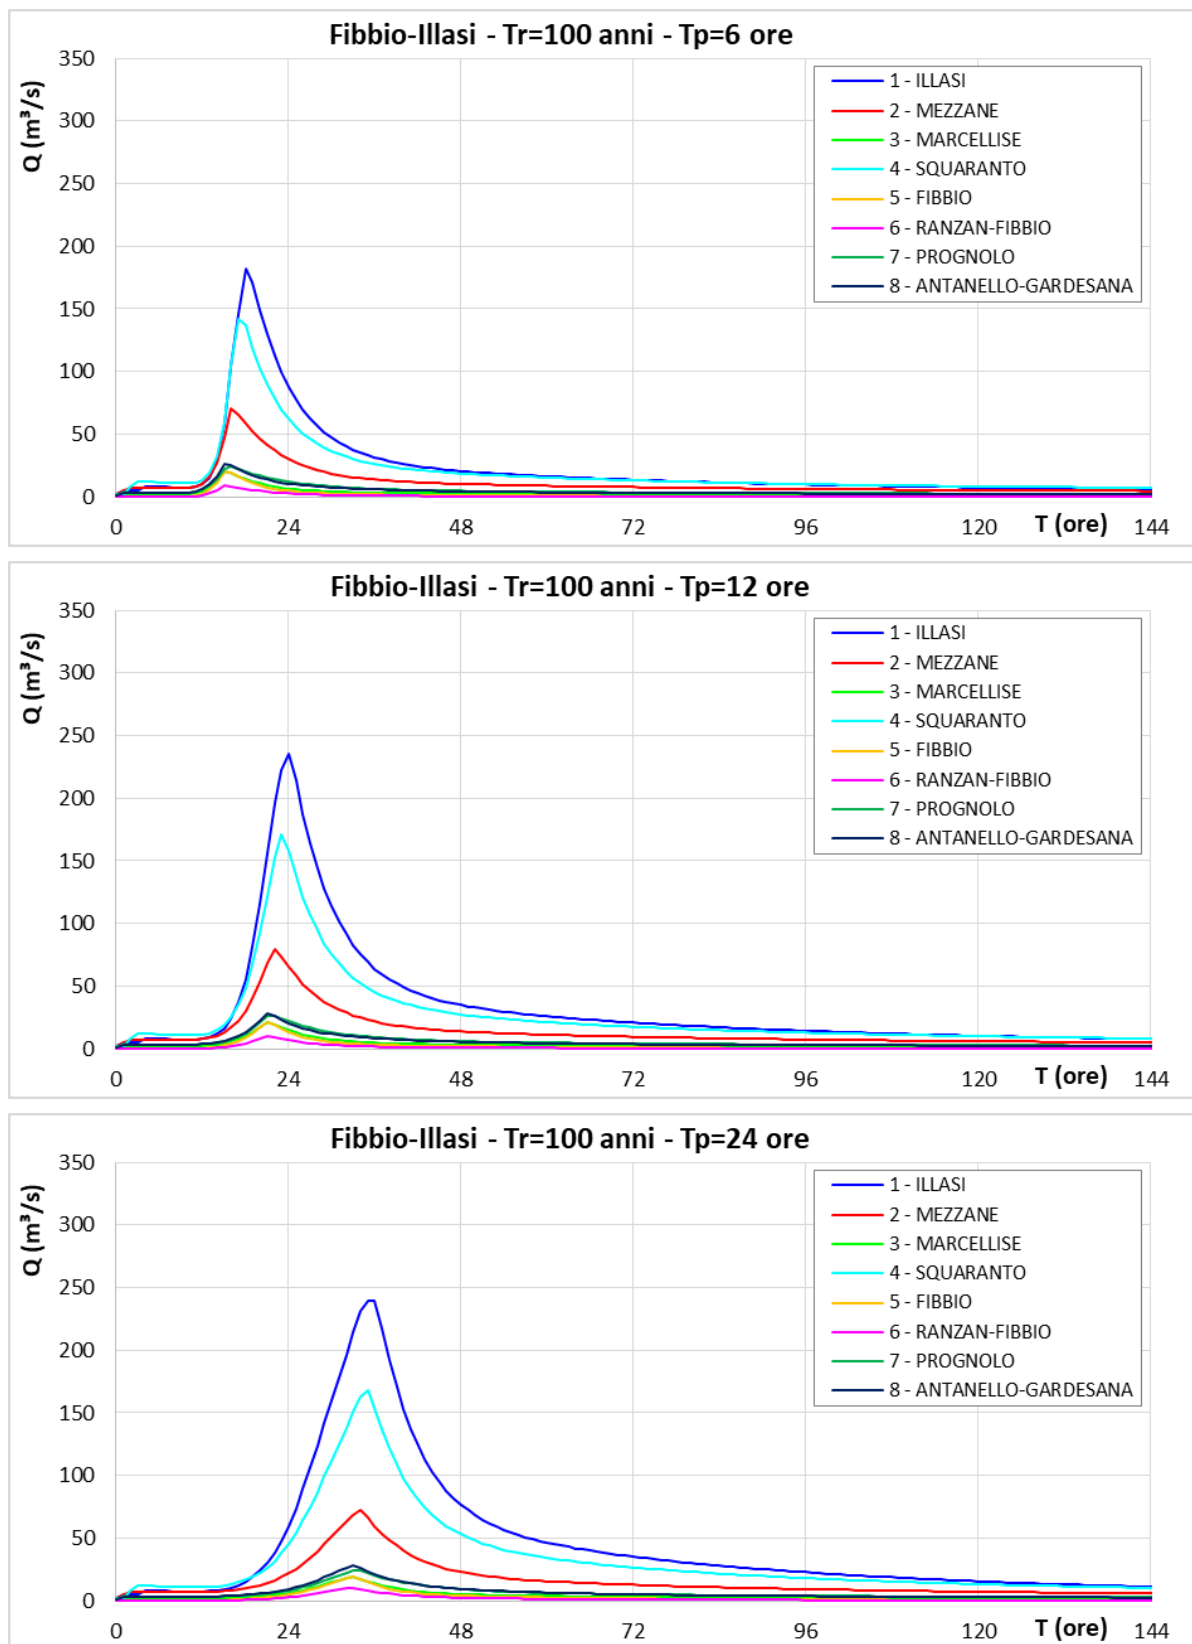 Fibbio-Illasi - Tr=100 anni - Tp=6 ore
Q (m³/s)
350
300
250
200
150
100
50
0
1 - ILLASI
2 - MEZZANE
3 - MARCELLISE
4 - SQUARANTO
5 - FIBBIO
6 - RANZAN-FIBBIO
7 - PROGNOLO
8 - ANTANELLO-GARDESANA
0 24 48 72 96 120 T (ore) 144
Fibbio-Illasi - Tr=100 anni - Tp=12 ore
Q (m³/s)
350
300
250
200
150
100
50
0
1 - ILLASI
2 - MEZZANE
3 - MARCELLISE
4 - SQUARANTO
5 - FIBBIO
6 - RANZAN-FIBBIO
7 - PROGNOLO
8 - ANTANELLO-GARDESANA
0 24 48 72 96 120 T (ore) 144
Fibbio-Illasi - Tr=100 anni - Tp=24 ore
Q (m³/s)
350
300
250
200
150
100
50
0
1 - ILLASI
2 - MEZZANE
3 - MARCELLISE
4 - SQUARANTO
5 - FIBBIO
6 - RANZAN-FIBBIO
7 - PROGNOLO
8 - ANTANELLO-GARDESANA
0 24 48 72 96 120 T (ore) 144